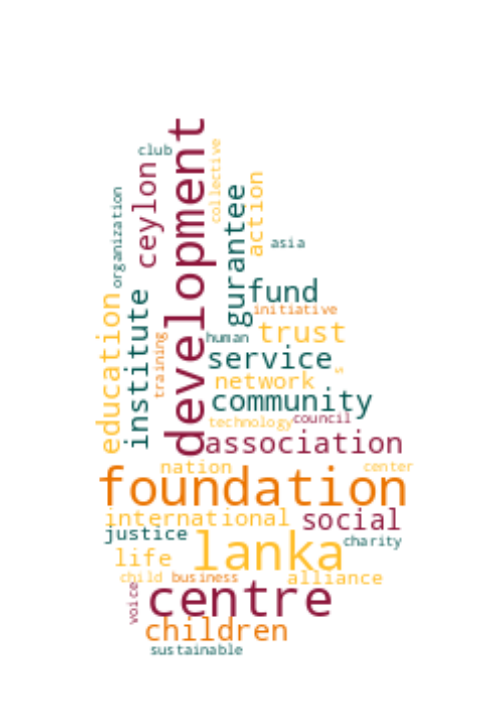 club
development
collective
ceylon
organization
gurantee
action
asia
fund
initiative
institute
education
training
human
trust
service
network
community
technology
council
association
nation
center
foundation
international
social
justice
lanka
charity
life
child
business
alliance
voice
centre
children
sustainable